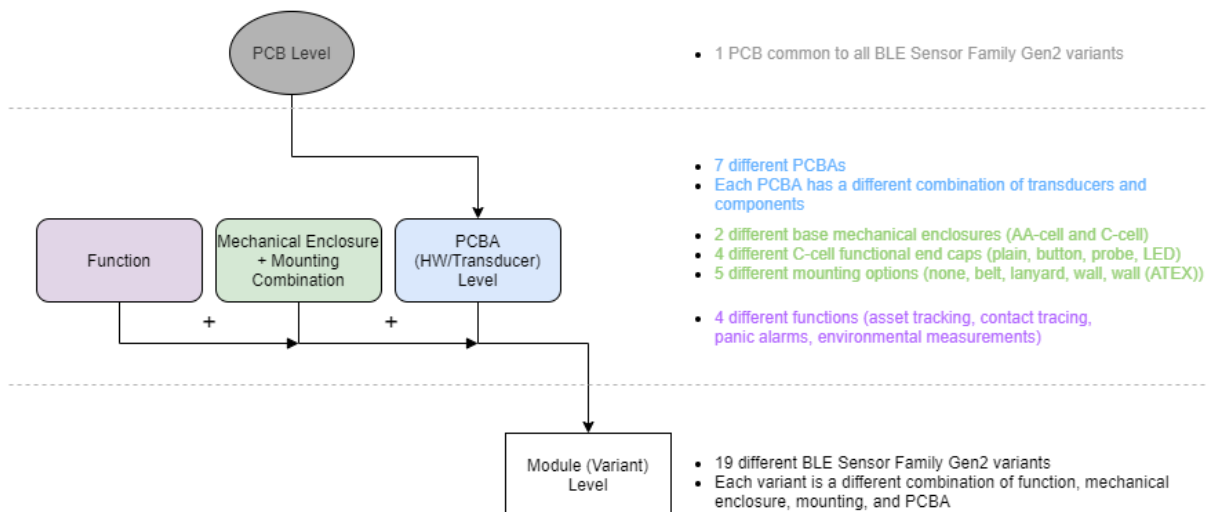 PCB Level
• 1 PCB common to all BLE Sensor Family Gen2 variants
• 7 different PCBAs
• Each PCBA has a different combination of transducers and
components
Function
Mechanical Enclosure
+ Mounting
Combination
PCBA
(HW/Transducer)
Level
• 2 different base mechanical enclosures (AA-cell and C-cell)
• 4 different C-cell functional end caps (plain, button, probe, LED)
• 5 different mounting options (none, belt, lanyard, wall, wall (ATEX))
+
+
• 4 different functions (asset tracking, contact tracing,
panic alarms, environmental measurements)
Module (Variant)
Level
• 19 different BLE Sensor Family Gen2 variants
• Each variant is a different combination of function, mechanical
enclosure, mounting, and PCBA